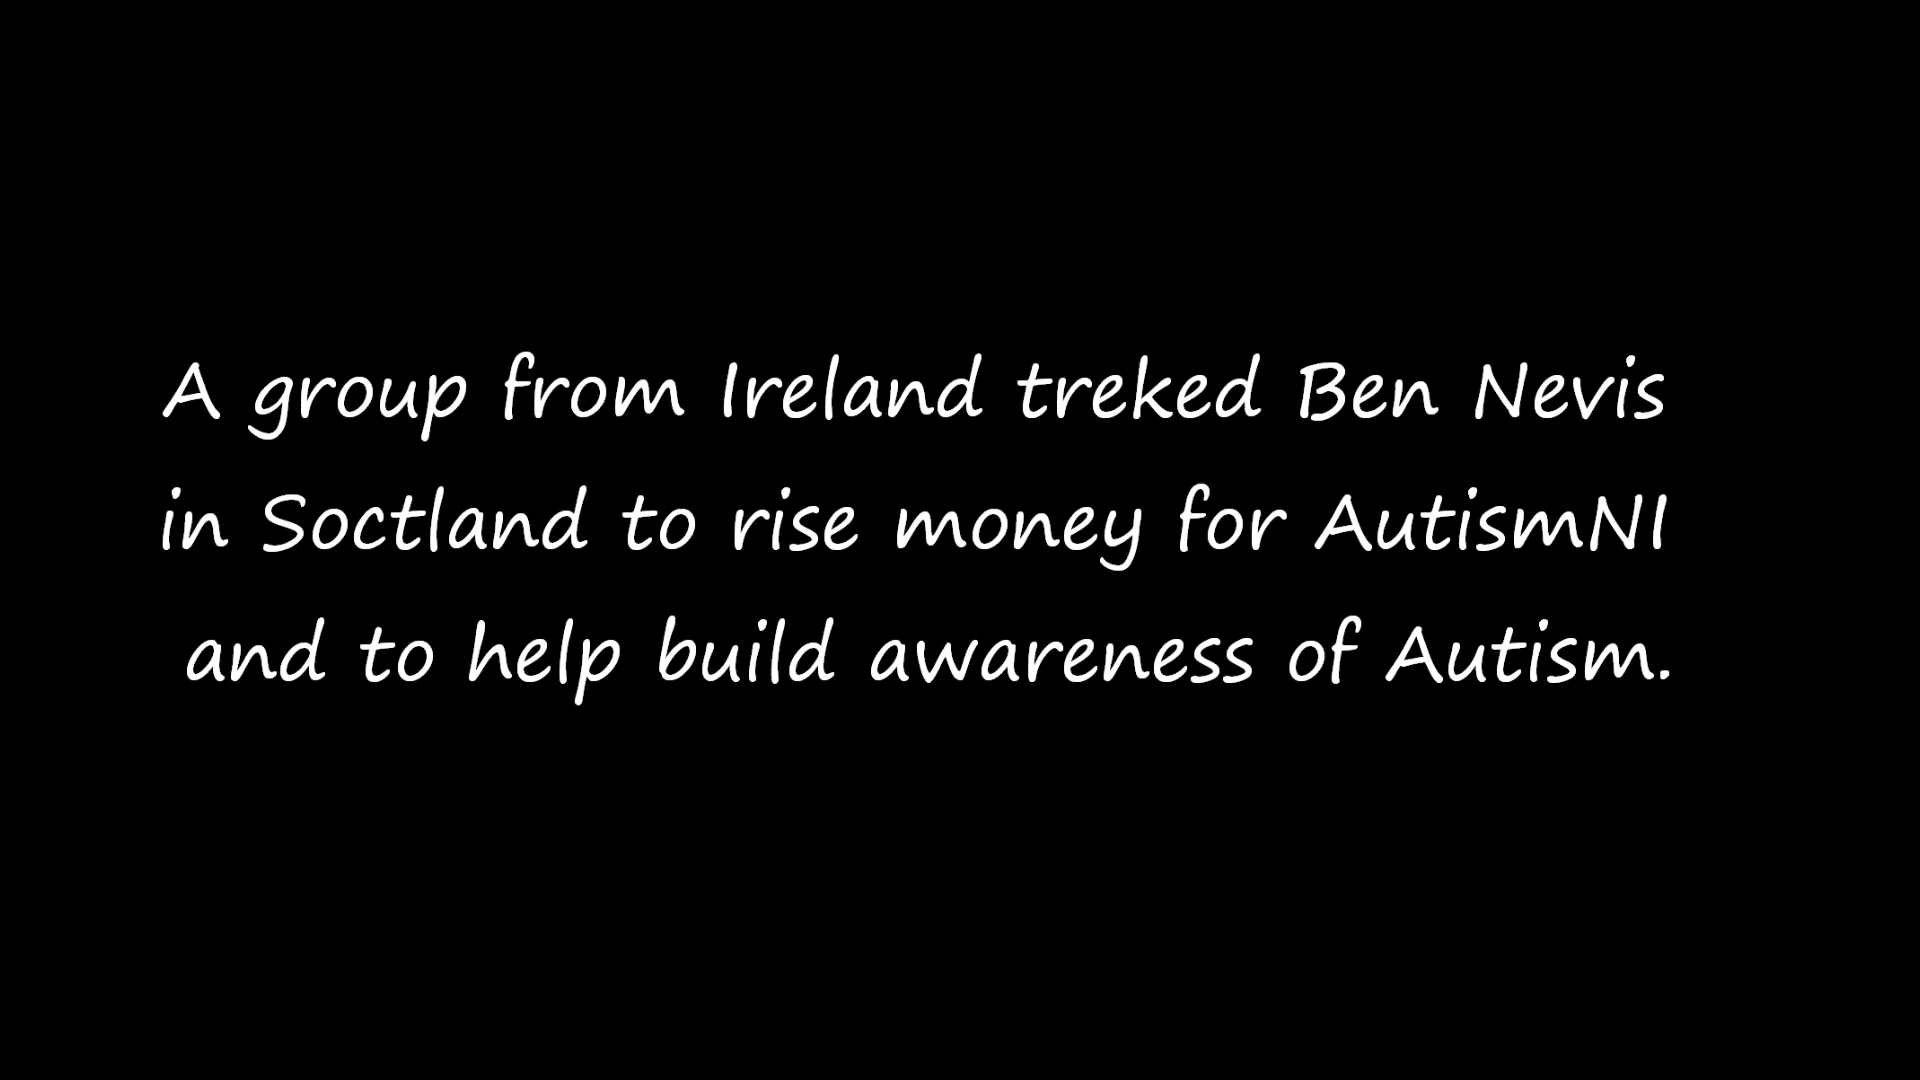 A group from Ireland treked Ben Nevis
in Soctland to rise money for AutismNI
and to help build awareness of Autism.